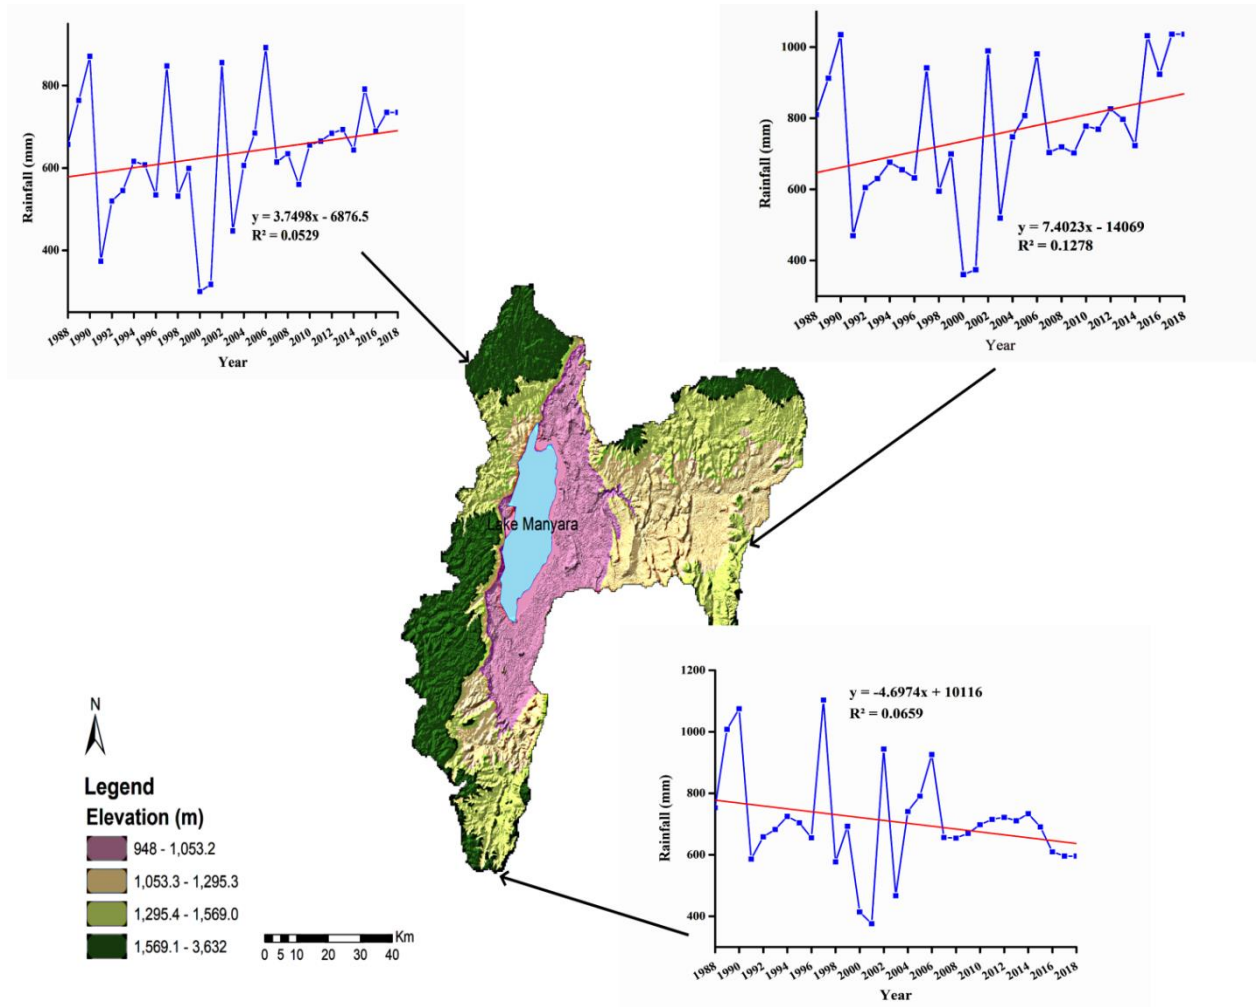 800
600
400
Rainfall (mm)
y = 3.7498x - 6876.5
R² = 0.0529
1988 1990 1992 1994 1996 1998 2000 2002 2004 2006 2008 2010 2012 2014 2016 2018
Year
1000
800
600
400
Rainfall (mm)
y = 7.4023x - 14069
R² = 0.1278
1988 1990 1992 1994 1996 1998 2000 2002 2004 2006 2008 2010 2012 2014 2016 2018
Year
Lake Manyara
1200
1000
800
600
400
Rainfall (mm)
y = -4.6974x + 10116
R² = 0.0659
1988 1990 1992 1994 1996 1998 2000 2002 2004 2006 2008 2010 2012 2014 2016 2018
Year
N
Legend
Elevation (m)
948 - 1,053.2
1,053.3 - 1,295.3
1,295.4 - 1,569.0
1,569.1 - 3,632
Km
0 5 10 20 30 40